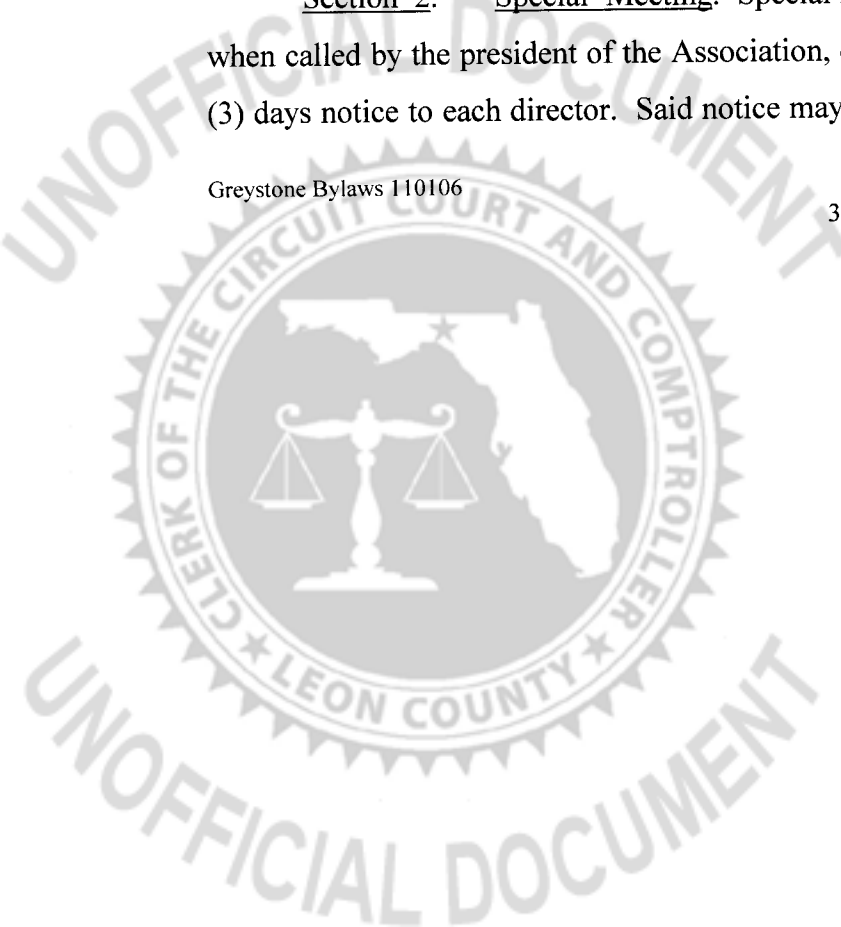 Section 2. Special Meeting. Special
when called by the president of the Association,
(3) days notice to each director. Said notice may
Greystone Bylaws 110106
3
UNOFFICIAL DOCUMENT
CLERK OF THE CIRCUIT COURT AND COMPTROLLER
LEON COUNTY
UNOFFICIAL DOCUMENT